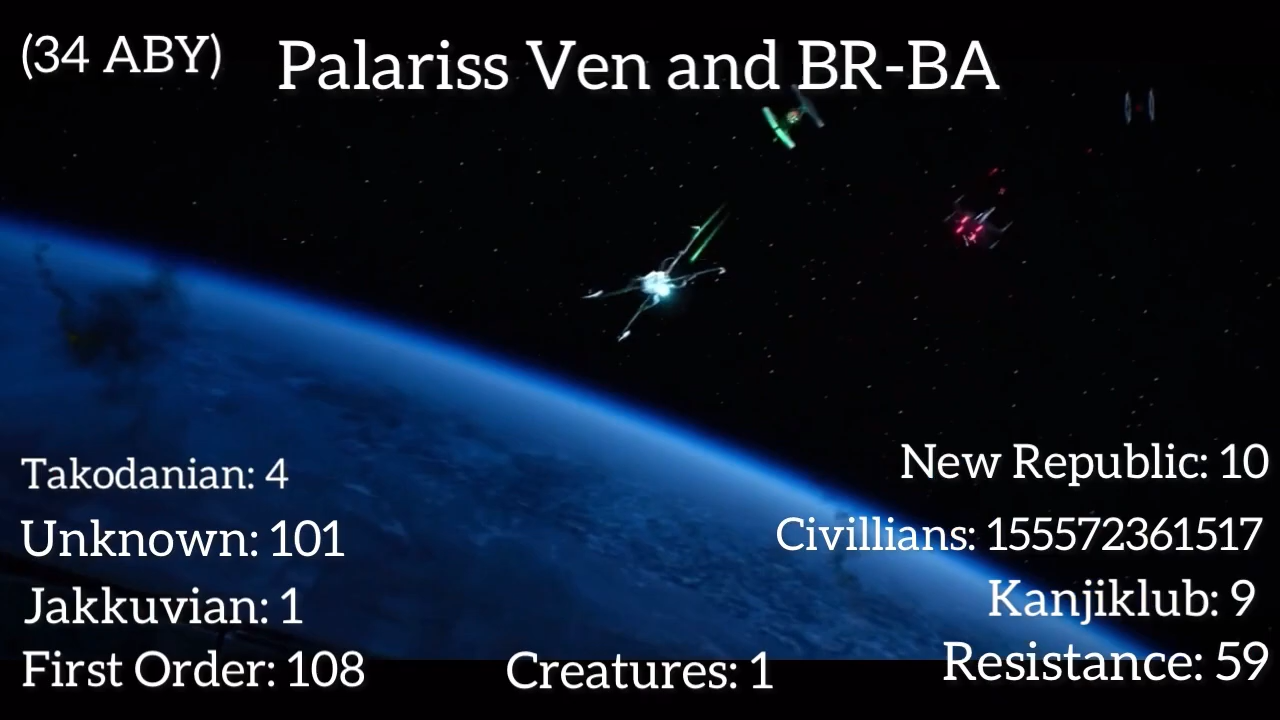 (34 ABY)
Palariss Ven and BR-BA
Takodanian: 4
Unknown: 101
Jakkuvian: 1
First Order: 108
Creatures: 1
New Republic: 10
Civillians: 155572361517
Kanjiklub: 9
Resistance: 59